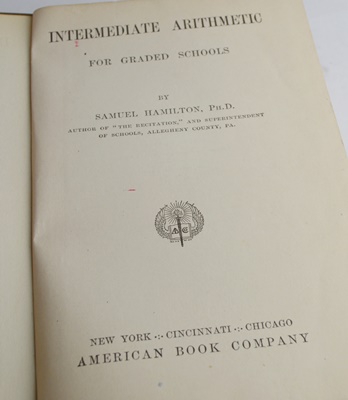 INTERMEDIATE ARITHMETIC
FOR GRADED SCHOOLS
BY
SAMUEL HAMILTON, PH.D.
AUTHOR OF "THE RECITATION," AND SUPERINTENDENT
OF SCHOOLS, ALLEGHENY COUNTY, PA.
NEW YORK ·:· CINCINNATI ·:· CHICAGO
AMERICAN BOOK COMPANY